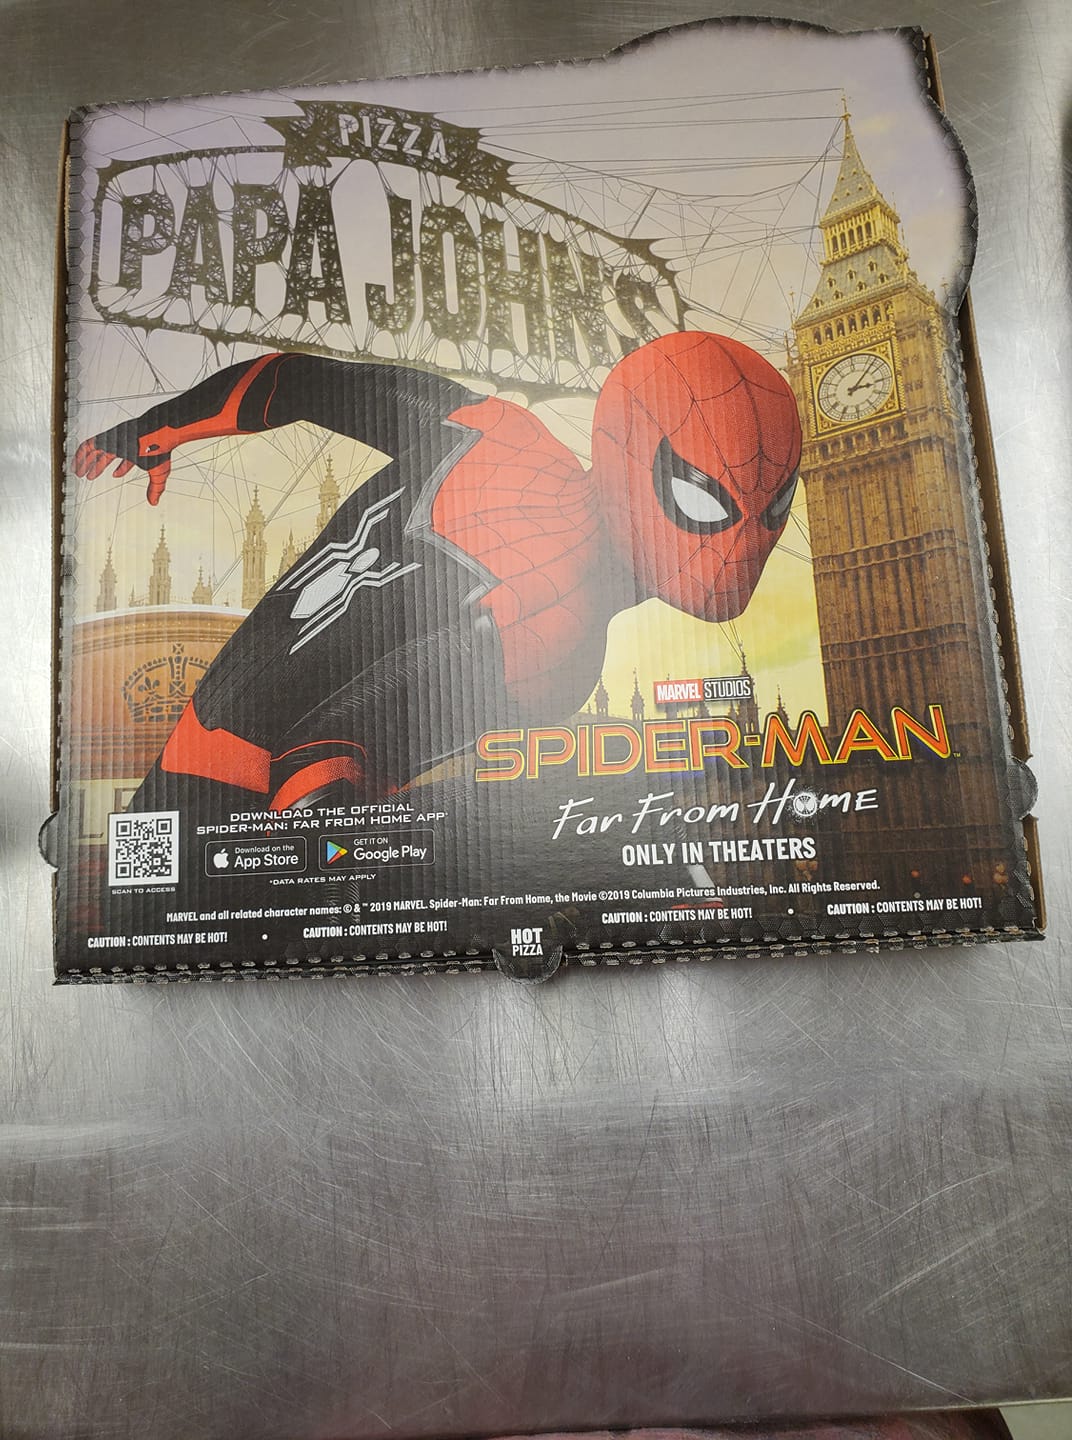 PIZZA
PAPA JOHN'S
MARVEL STUDIOS
SPIDER-MAN™
Far From Home
ONLY IN THEATERS
DOWNLOAD THE OFFICIAL
SPIDER-MAN: FAR FROM HOME APP*
Download on the
App Store
GET IT ON
Google Play
*DATA RATES MAY APPLY
SCAN TO ACCESS
MARVEL and all related character names: © & ™ 2019 MARVEL. Spider-Man: Far From Home, the Movie ©2019 Columbia Pictures Industries, Inc. All Rights Reserved.
CAUTION : CONTENTS MAY BE HOT! • CAUTION : CONTENTS MAY BE HOT! CAUTION : CONTENTS MAY BE HOT! • CAUTION : CONTENTS MAY BE HOT!
HOT
PIZZA